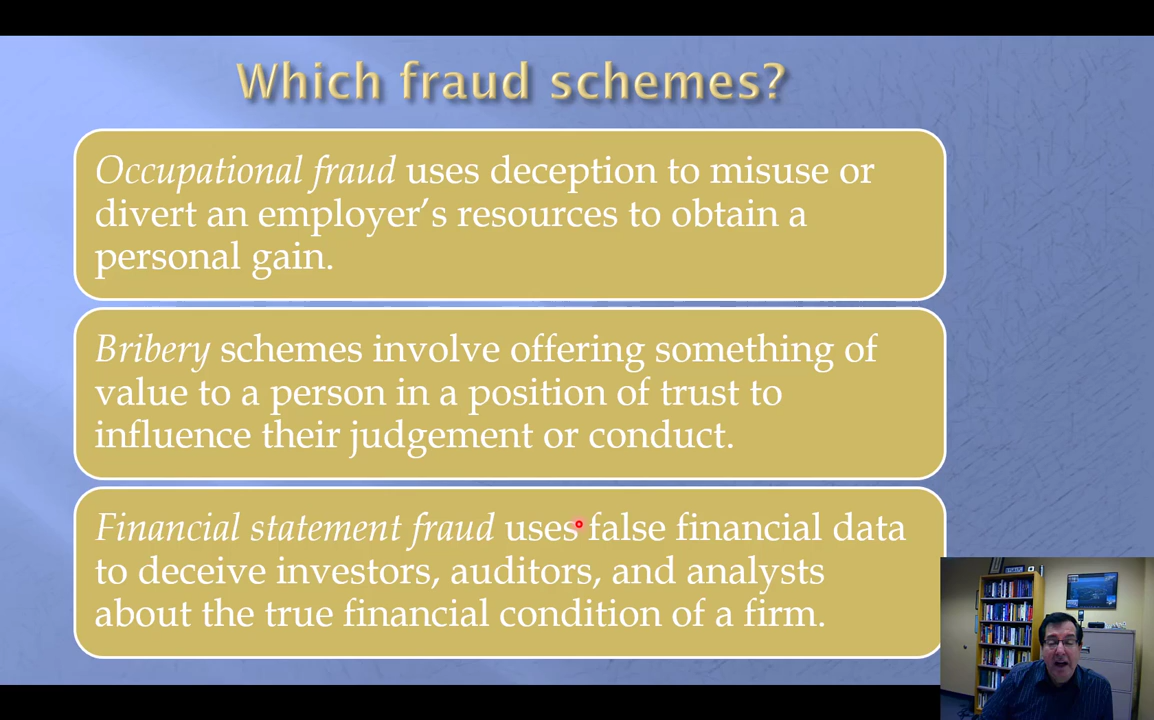 Which fraud schemes?
Occupational fraud uses deception to misuse or
divert an employer's resources to obtain a
personal gain.
Bribery schemes involve offering something of
value to a person in a position of trust to
influence their judgement or conduct.
Financial statement fraud uses false financial data
to deceive investors, auditors, and analysts
about the true financial condition of a firm.